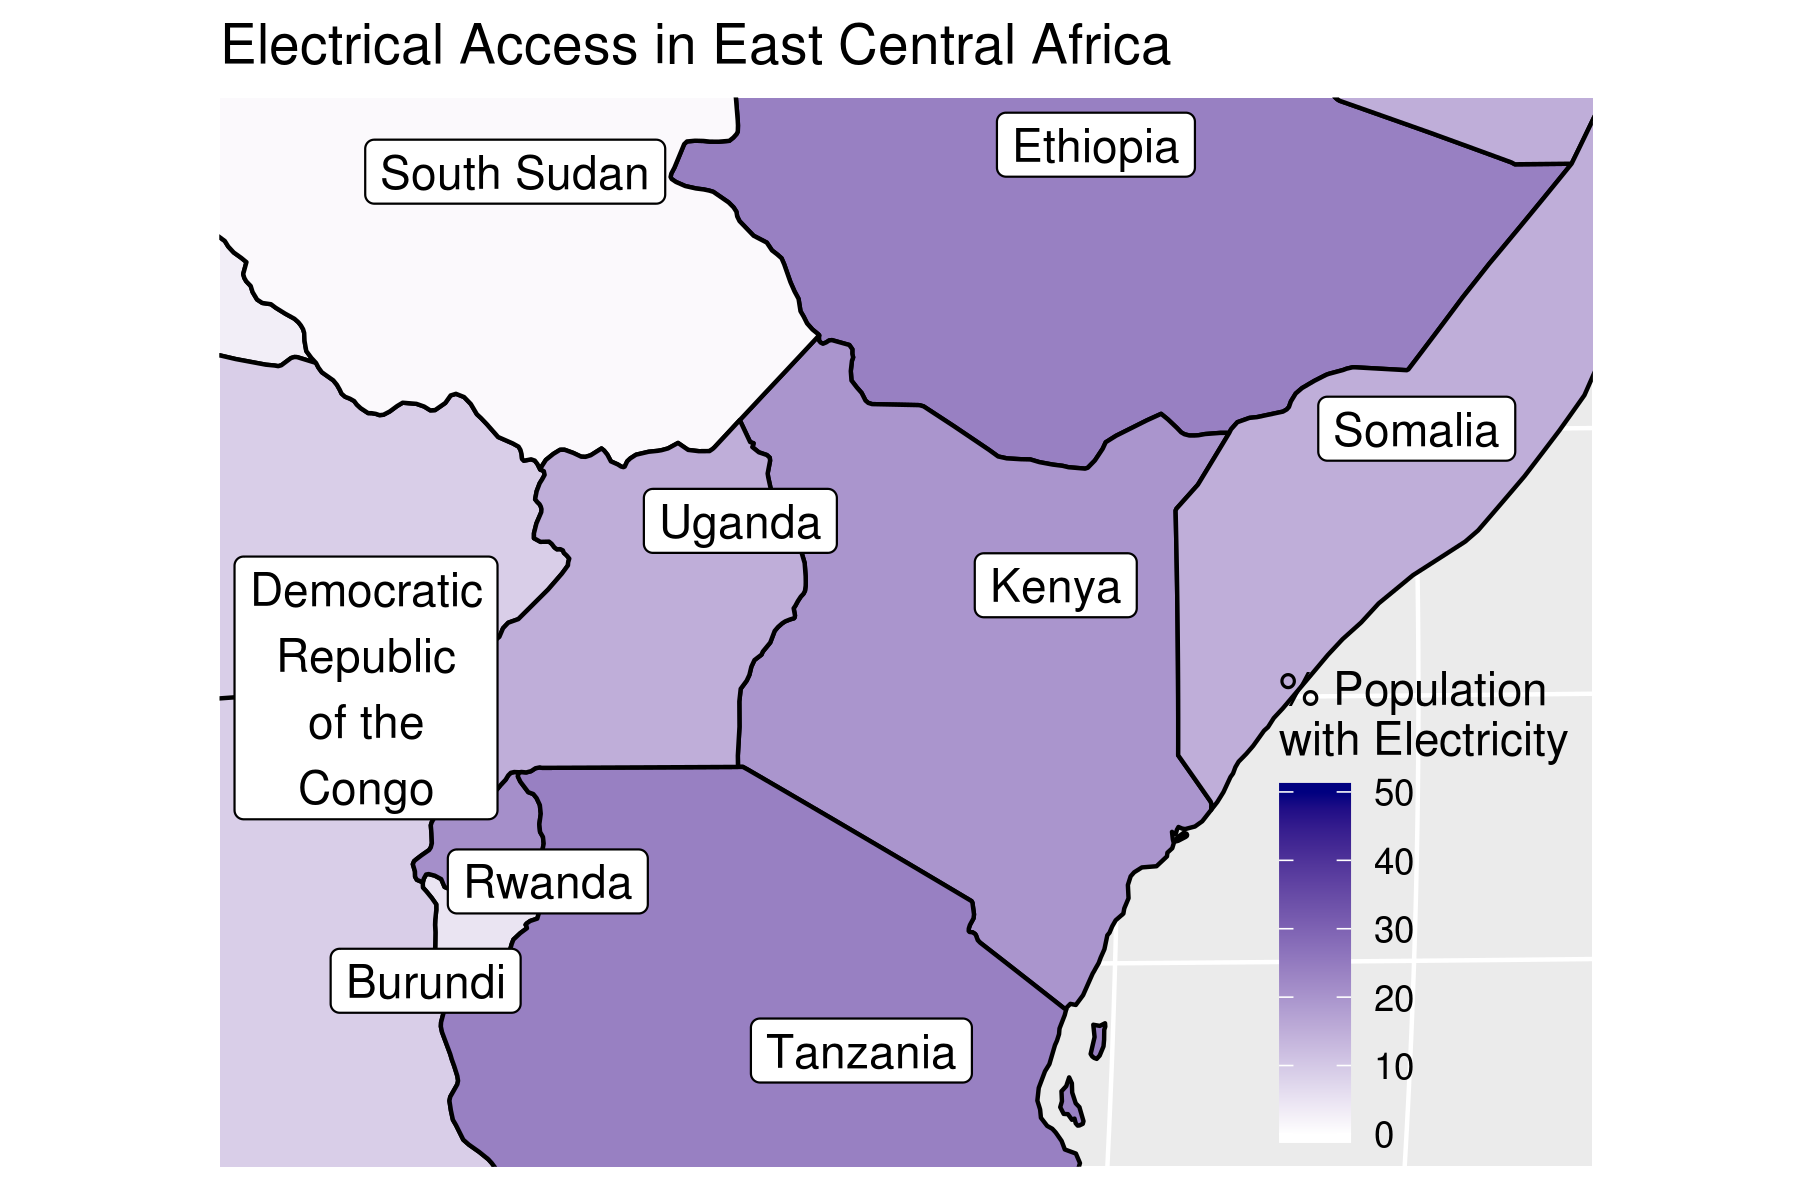 Electrical Access in East Central Africa
Ethiopia
South Sudan
Somalia
Uganda
Kenya
Democratic
Republic
of the
Congo
Rwanda
Burundi
Tanzania
% Population
with Electricity
50
40
30
20
10
0